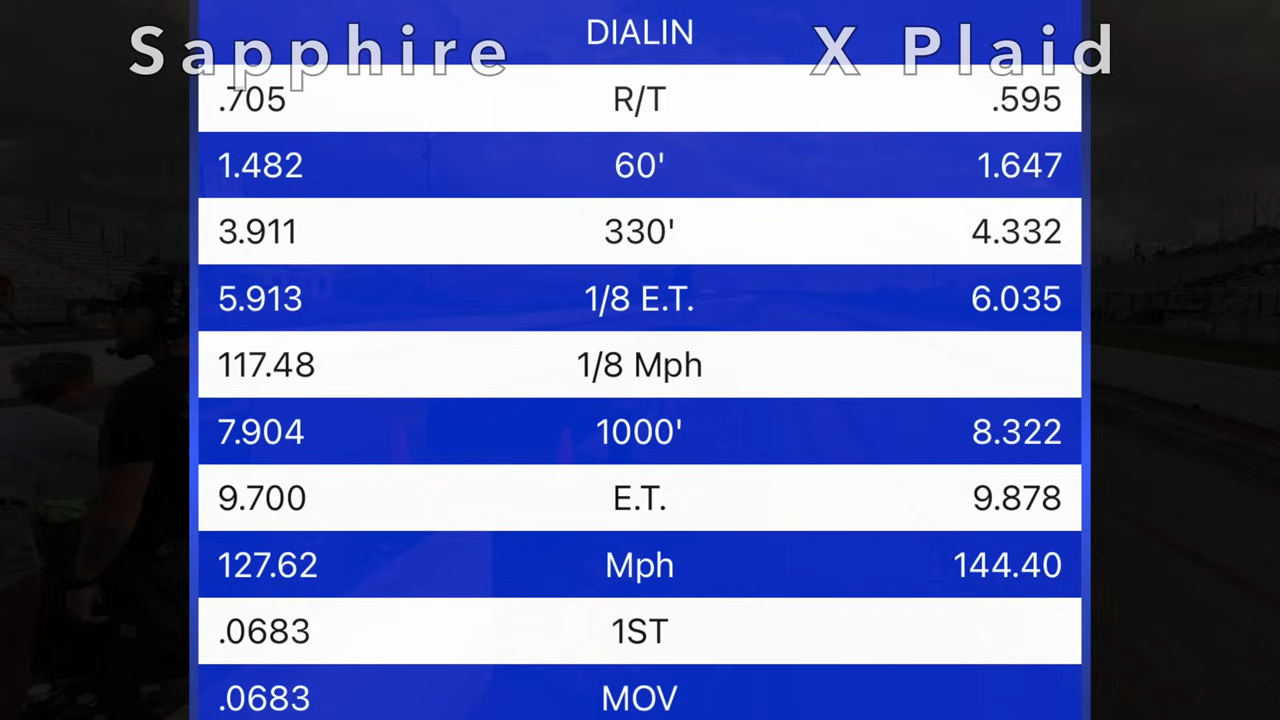 Sapphire DIALIN X Plaid
.705 R/T .595
1.482 60' 1.647
3.911 330' 4.332
5.913 1/8 E.T. 6.035
117.48 1/8 Mph
7.904 1000' 8.322
9.700 E.T. 9.878
127.62 Mph 144.40
.0683 1ST
.0683 MOV